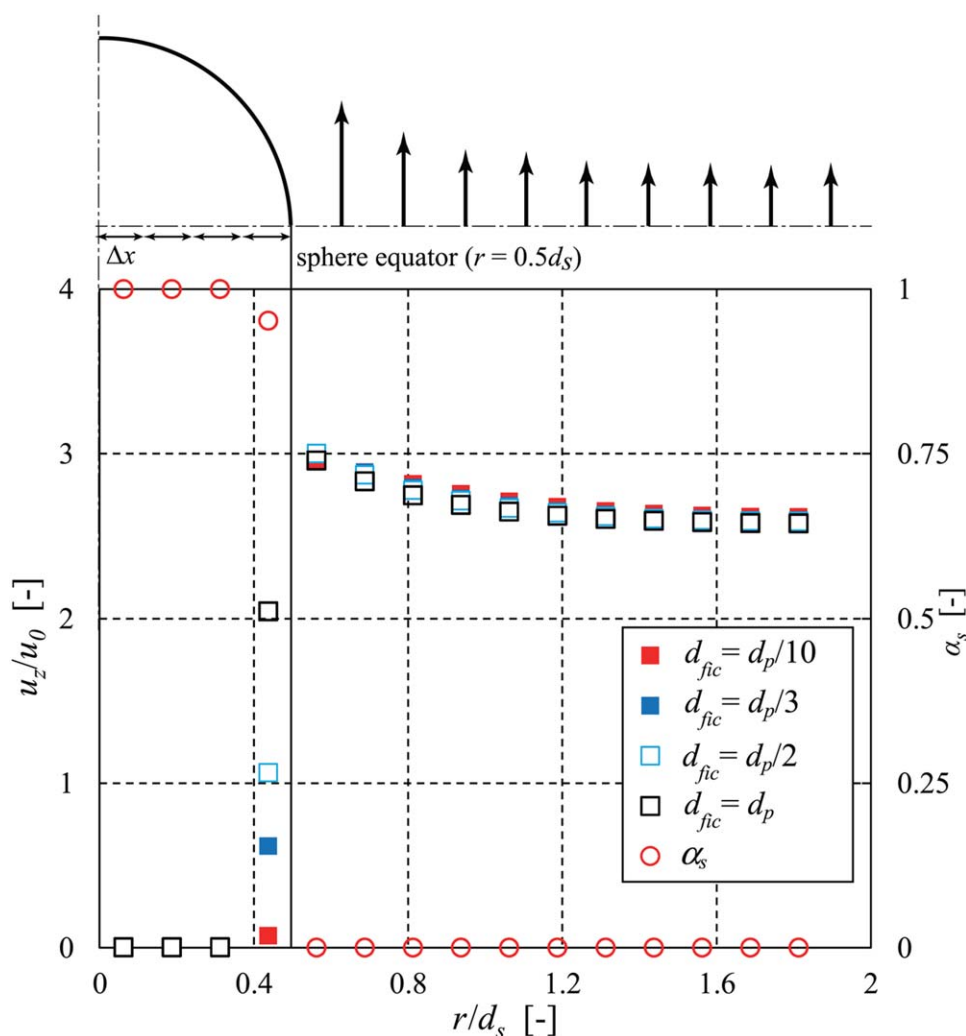 Δx
sphere equator (r = 0.5d_s)
4
3
2
1
0
u_z/u_0 [-]
1
0.75
0.5
0.25
0
α_s [-]
d_fic = d_p/10
d_fic = d_p/3
d_fic = d_p/2
d_fic = d_p
α_s
0 0.4 0.8 1.2 1.6 2
r/d_s [-]